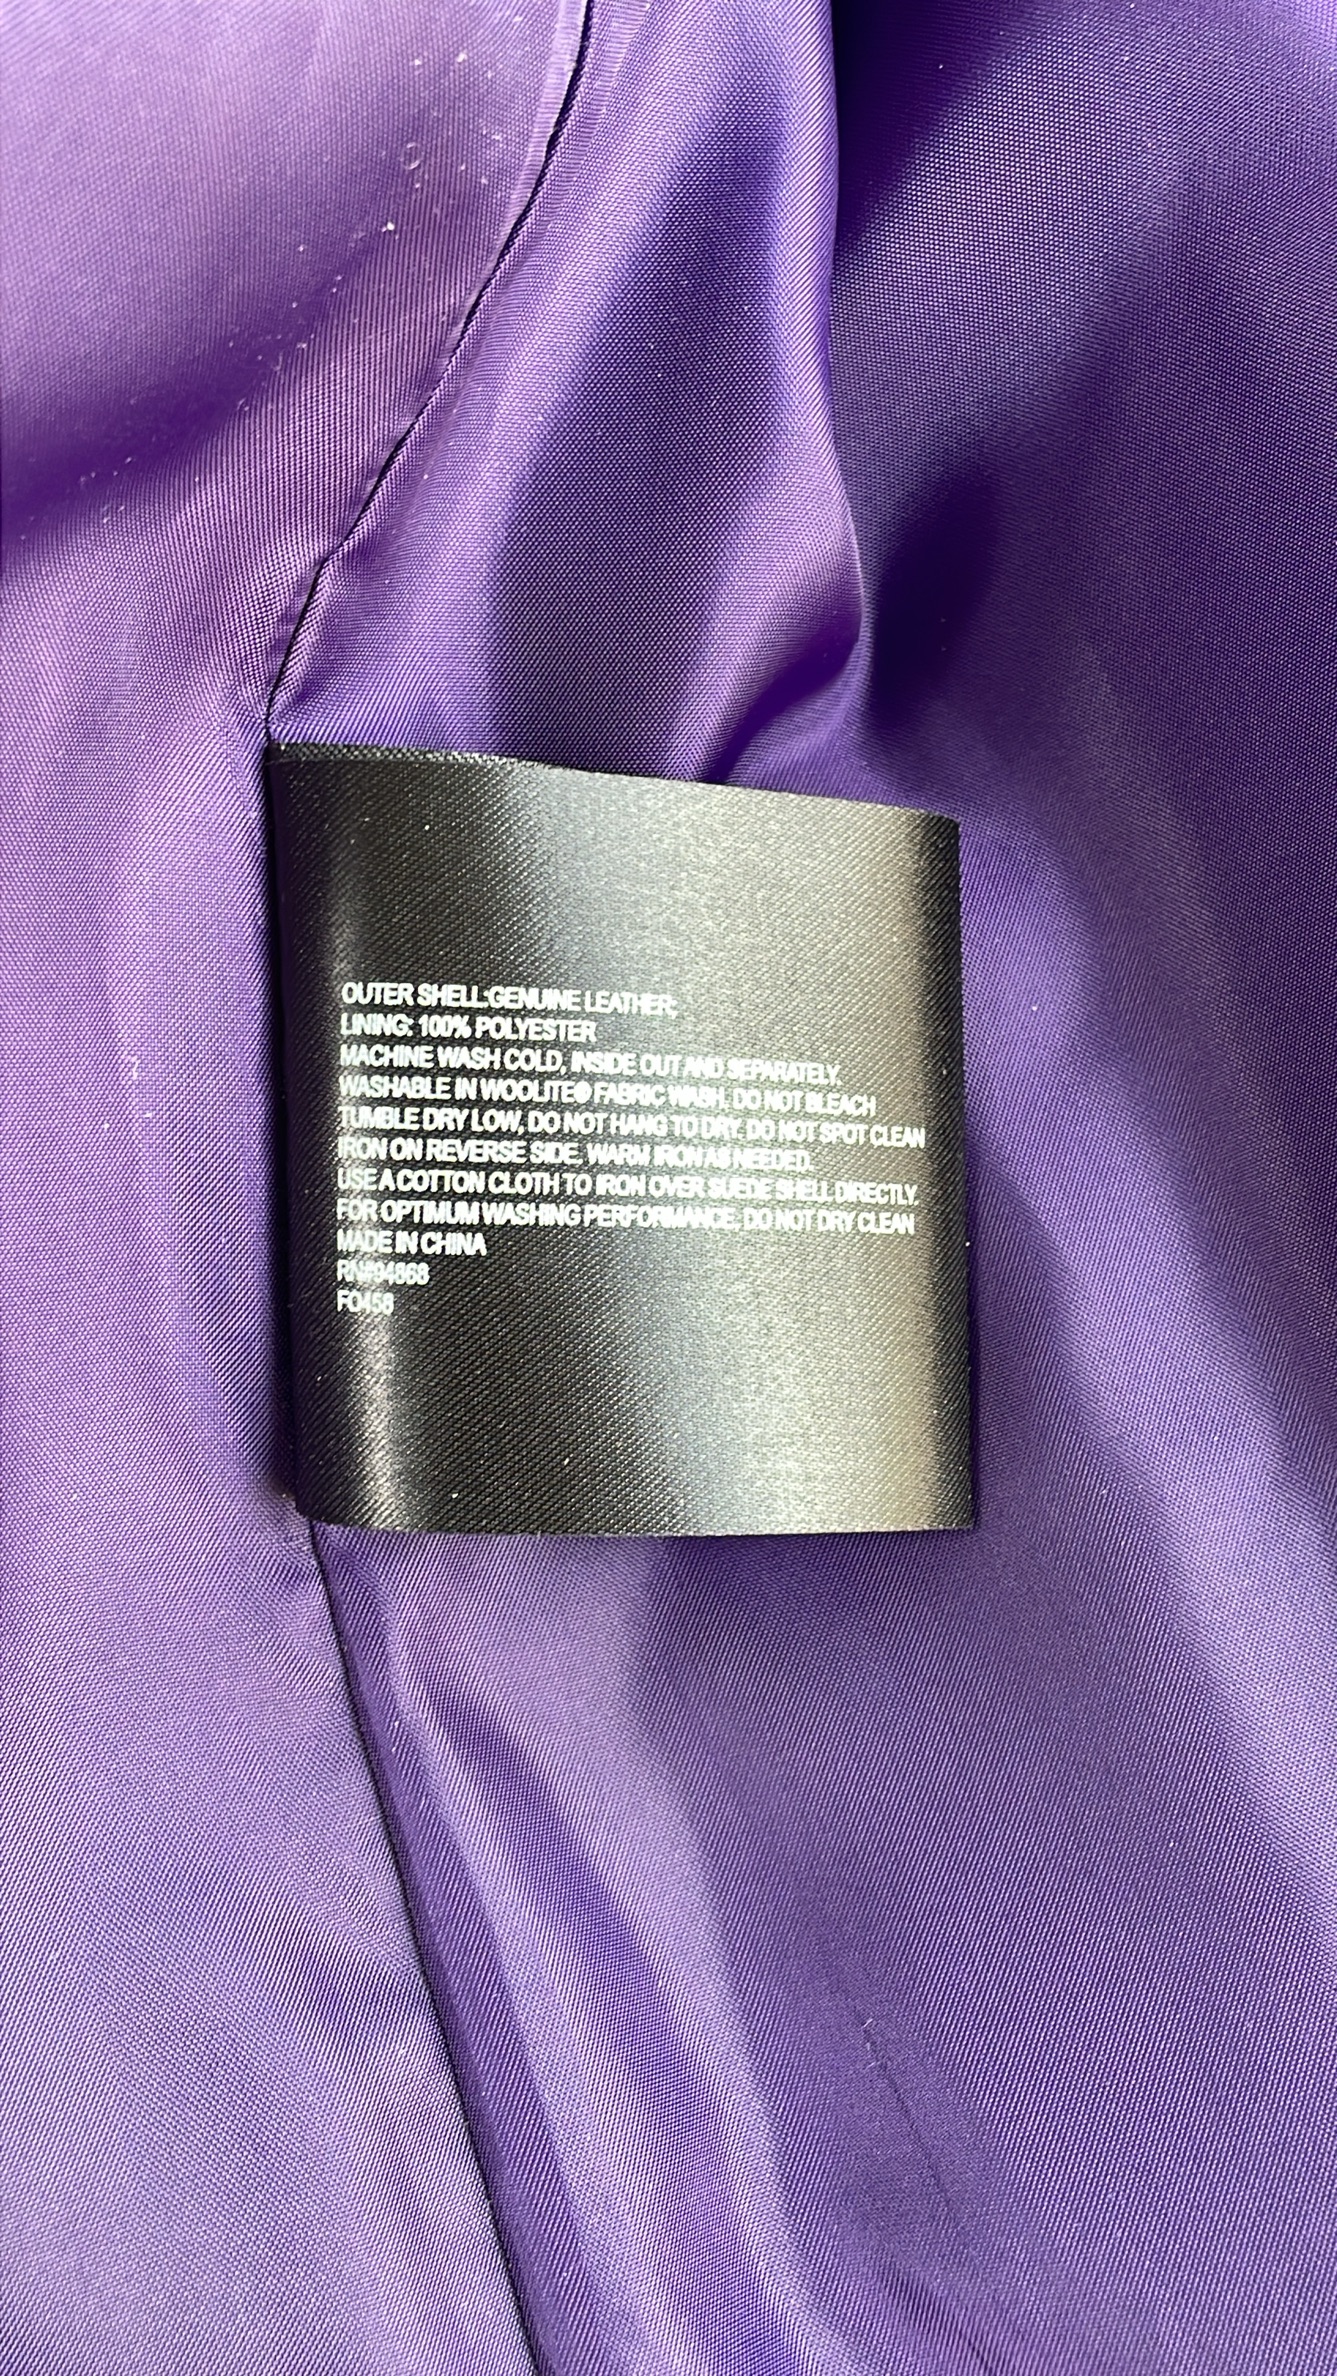 OUTER SHELL:GENUINE LEATHER;
LINING: 100% POLYESTER
MACHINE WASH COLD, INSIDE OUT AND SEPARATELY.
WASHABLE IN WOOLITE® FABRIC WASH. DO NOT BLEACH
TUMBLE DRY LOW, DO NOT HANG TO DRY. DO NOT SPOT CLEAN
IRON ON REVERSE SIDE. WARM IRON AS NEEDED.
USE A COTTON CLOTH TO IRON OVER SUEDE SHELL DIRECTLY.
FOR OPTIMUM WASHING PERFORMANCE, DO NOT DRY CLEAN
MADE IN CHINA
RN#94868
FO458